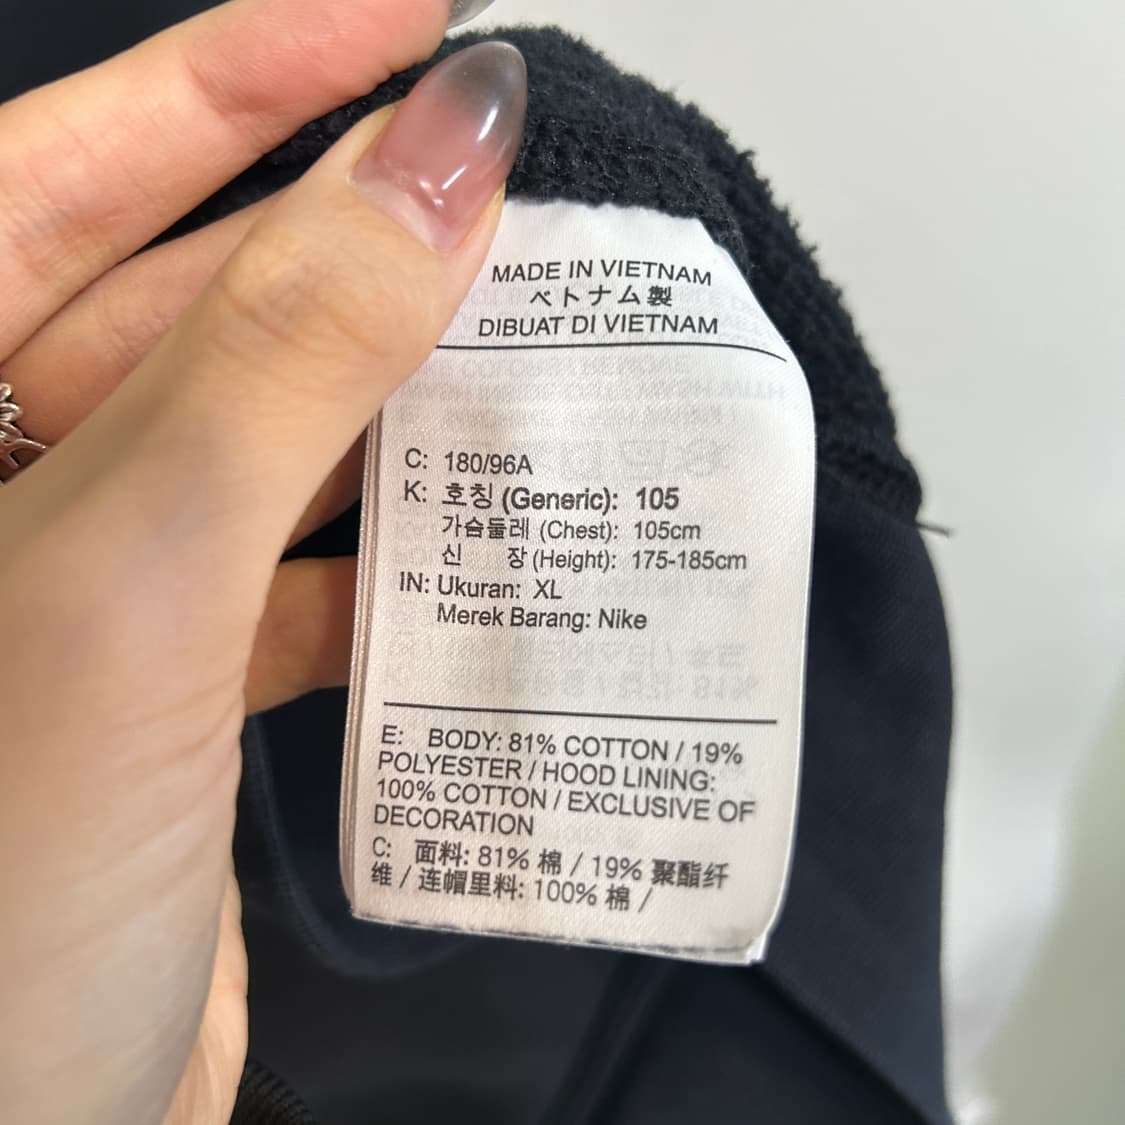 MADE IN VIETNAM
ベトナム製
DIBUAT DI VIETNAM
C: 180/96A
K: 호칭 (Generic): 105
가슴둘레 (Chest): 105cm
신 장 (Height): 175-185cm
IN: Ukuran: XL
Merek Barang: Nike
E: BODY: 81% COTTON / 19%
POLYESTER / HOOD LINING:
100% COTTON / EXCLUSIVE OF
DECORATION
C: 面料: 81% 棉 / 19% 聚酯纤
维 / 连帽里料: 100% 棉 /